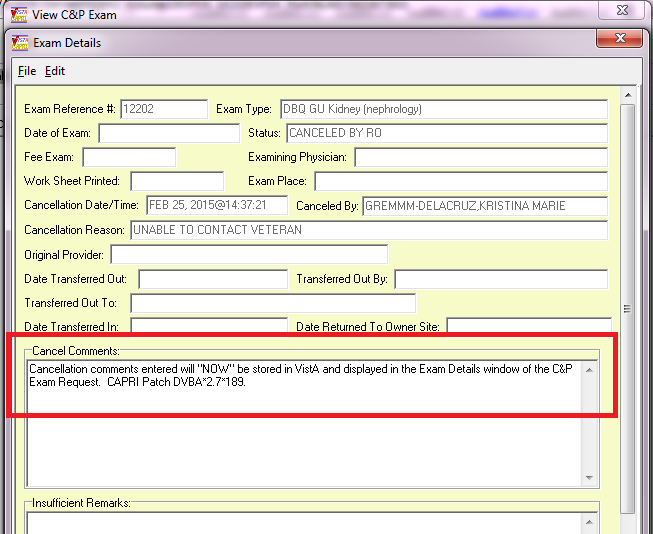 View C&P Exam
Exam Details
File Edit
Exam Reference #: 12202 Exam Type: DBQ GU Kidney (nephrology)
Date of Exam: Status: CANCELED BY RO
Fee Exam: Examining Physician:
Work Sheet Printed: Exam Place:
Cancellation Date/Time: FEB 25, 2015@14:37:21 Canceled By: GREMMM-DELACRUZ,KRISTINA MARIE
Cancellation Reason: UNABLE TO CONTACT VETERAN
Original Provider:
Date Transferred Out: Transferred Out By:
Transferred Out To:
Date Transferred In: Date Returned To Owner Site:
Cancel Comments:
Cancellation comments entered will "NOW" be stored in VistA and displayed in the Exam Details window of the C&P
Exam Request. CAPRI Patch DVBA*2.7*189.
Insufficient Remarks: